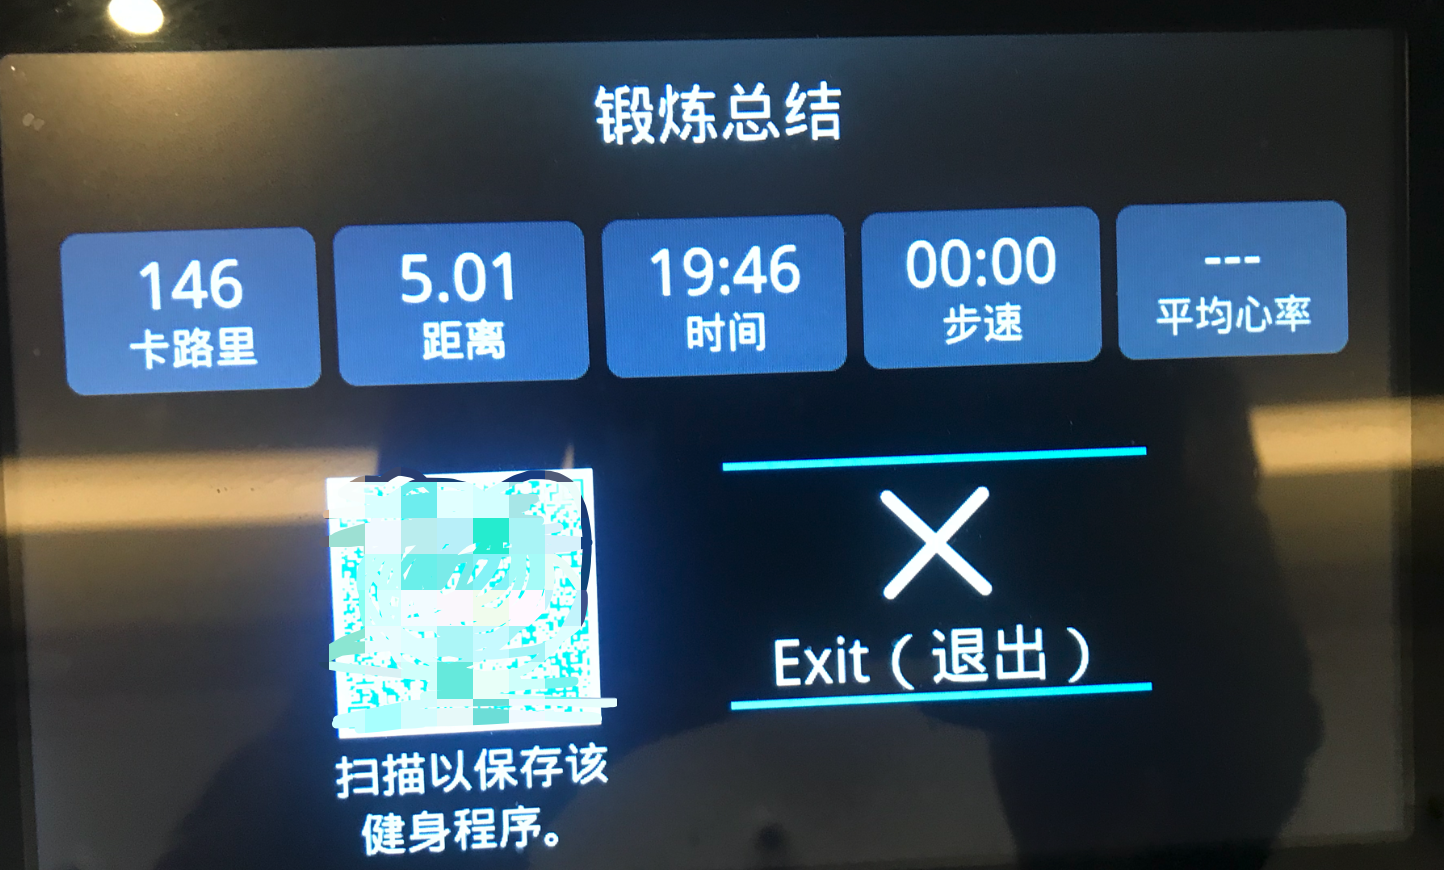 锻炼总结
146
卡路里
5.01
距离
19:46
时间
00:00
步速
---
平均心率
Exit（退出）
扫描以保存该
健身程序。